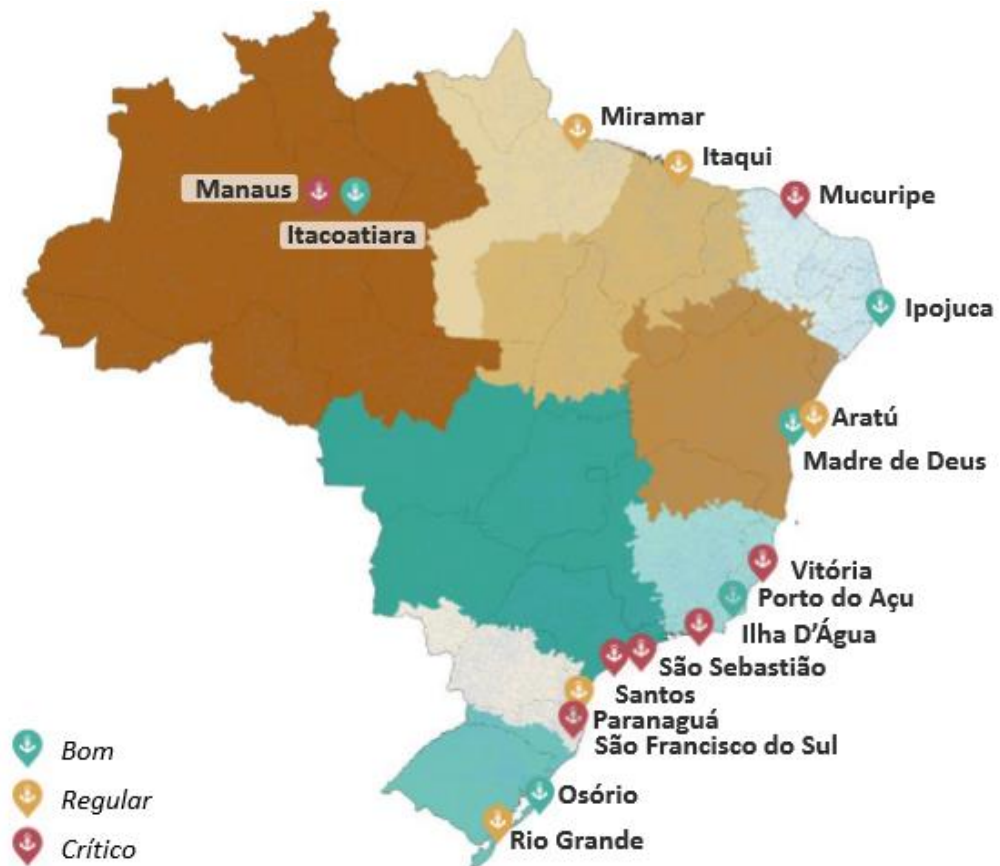 Miramar
Itaqui
Manaus
Mucuripe
Itacoatiara
Ipojuca
Aratú
Madre de Deus
Vitória
Porto do Açu
Ilha D'Água
São Sebastião
Santos
Paranaguá
São Francisco do Sul
Bom
Osório
Regular
Rio Grande
Crítico